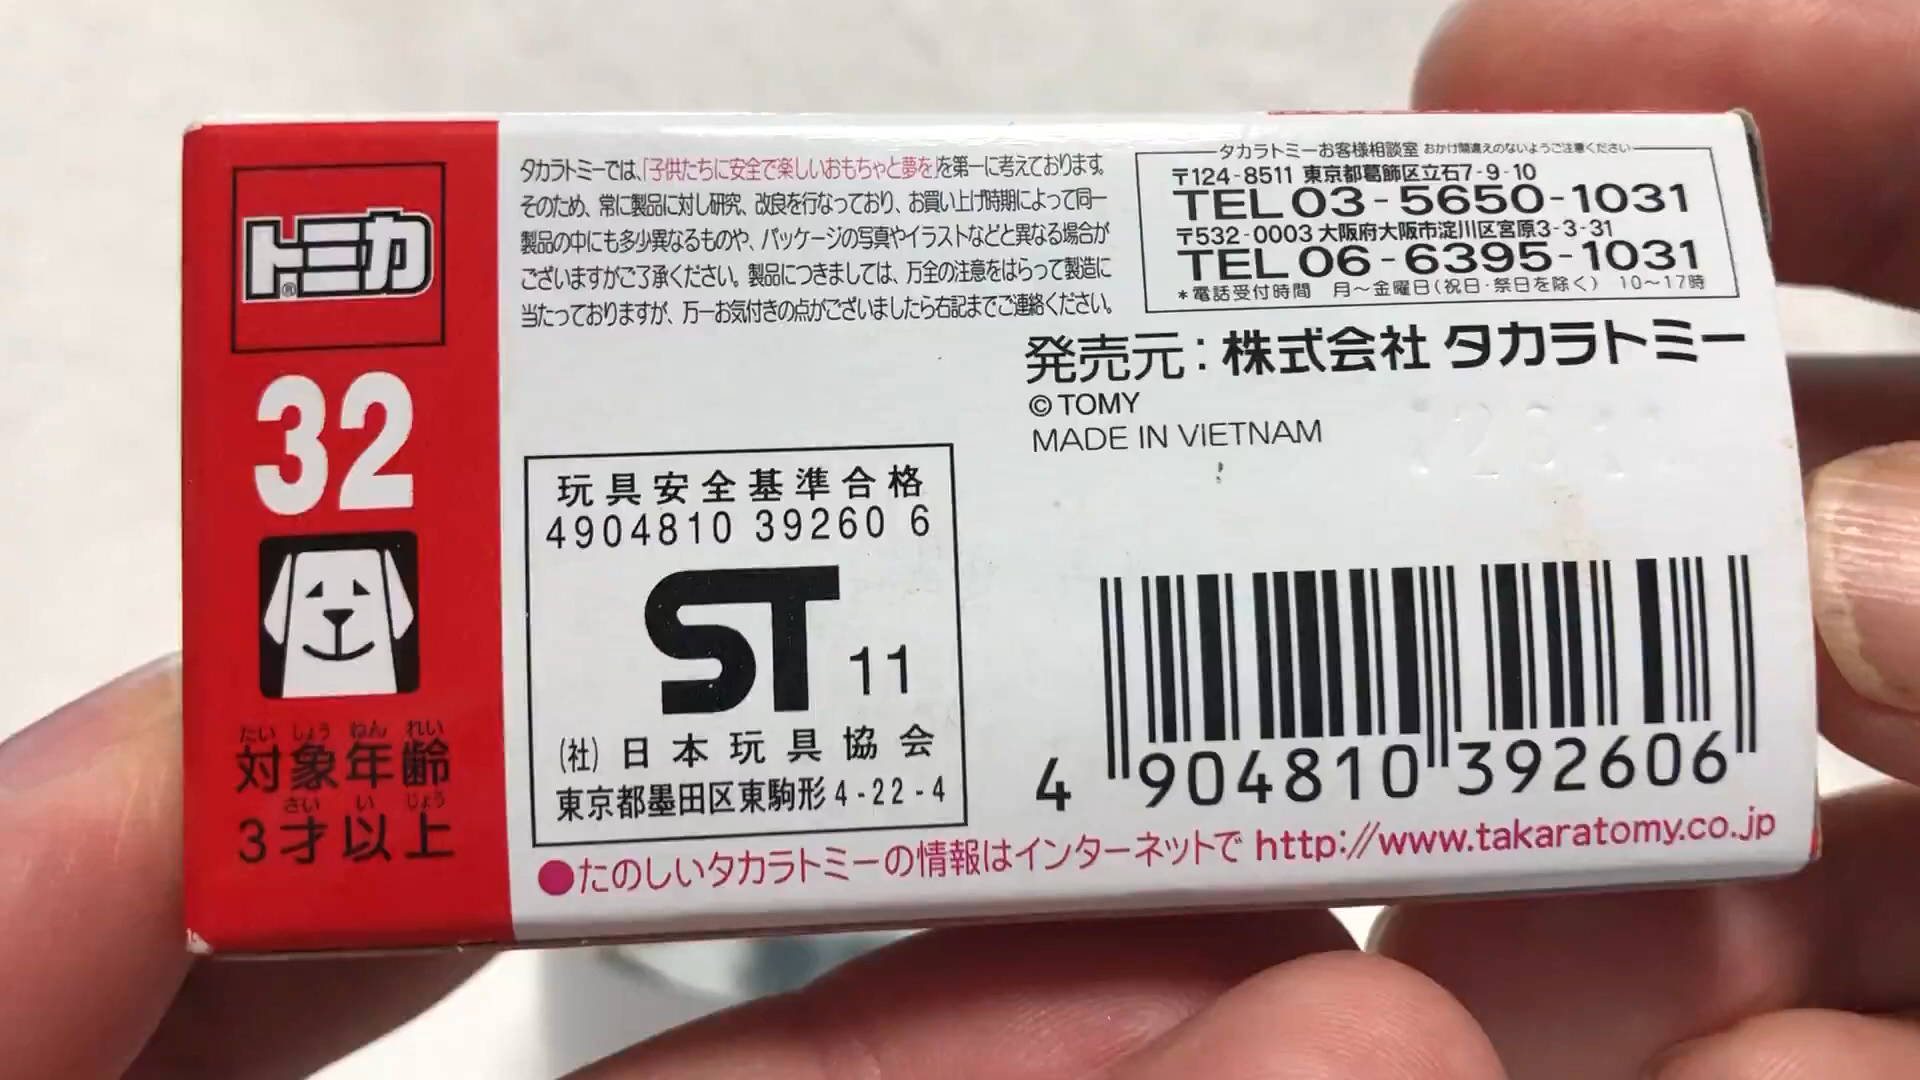 トミカ®
32
たいしょうねんれい
対象年齢
さいいじょう
3才以上
タカラトミーでは、「子供たちに安全で楽しいおもちゃと夢を」を第一に考えております。
そのため、常に製品に対し研究、改良を行なっており、お買い上げ時期によって同一
製品の中にも多少異なるものや、パッケージの写真やイラストなどと異なる場合が
ございますがご了承ください。製品につきましては、万全の注意をはらって製造に
当たっておりますが、万一お気付きの点がございましたら右記までご連絡ください。
タカラトミーお客様相談室 おかけ間違えのないようご注意ください
〒124-8511 東京都葛飾区立石7-9-10
TEL 03-5650-1031
〒532-0003 大阪府大阪市淀川区宮原3-3-31
TEL 06-6395-1031
*電話受付時間 月〜金曜日(祝日・祭日を除く) 10〜17時
発売元:株式会社 タカラトミー
© TOMY
MADE IN VIETNAM
玩具安全基準合格
4904810 39260 6
ST 11
(社)日本玩具協会
東京都墨田区東駒形4-22-4
4 904810 392606
●たのしいタカラトミーの情報はインターネットで http://www.takaratomy.co.jp